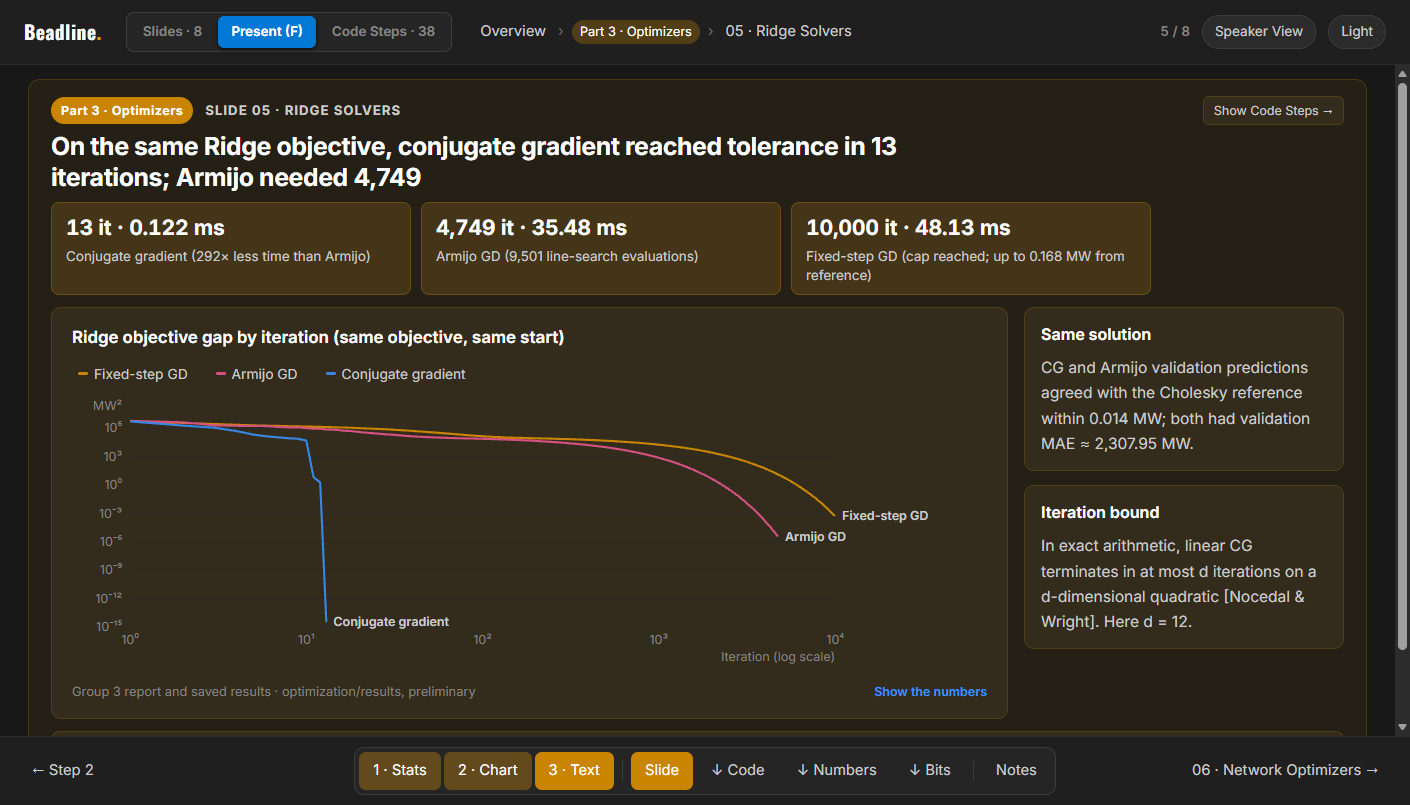 Beadline.
Slides · 8
Present (F)
Code Steps · 38
Overview › Part 3 · Optimizers › 05 · Ridge Solvers
5 / 8
Speaker View
Light
Part 3 · Optimizers
SLIDE 05 · RIDGE SOLVERS
Show Code Steps →
On the same Ridge objective, conjugate gradient reached tolerance in 13
iterations; Armijo needed 4,749
13 it · 0.122 ms
Conjugate gradient (292× less time than Armijo)
4,749 it · 35.48 ms
Armijo GD (9,501 line-search evaluations)
10,000 it · 48.13 ms
Fixed-step GD (cap reached; up to 0.168 MW from
reference)
Ridge objective gap by iteration (same objective, same start)
Fixed-step GD
Armijo GD
Conjugate gradient
MW²
10⁶
10³
10⁰
10⁻³
10⁻⁶
10⁻⁹
10⁻¹²
10⁻¹⁵
Fixed-step GD
Armijo GD
Conjugate gradient
10⁰ 10¹ 10² 10³ 10⁴
Iteration (log scale)
Group 3 report and saved results · optimization/results, preliminary
Show the numbers
Same solution
CG and Armijo validation predictions
agreed with the Cholesky reference
within 0.014 MW; both had validation
MAE ≈ 2,307.95 MW.
Iteration bound
In exact arithmetic, linear CG
terminates in at most d iterations on a
d-dimensional quadratic [Nocedal &
Wright]. Here d = 12.
← Step 2
1 · Stats
2 · Chart
3 · Text
Slide
↓ Code
↓ Numbers
↓ Bits
Notes
06 · Network Optimizers →